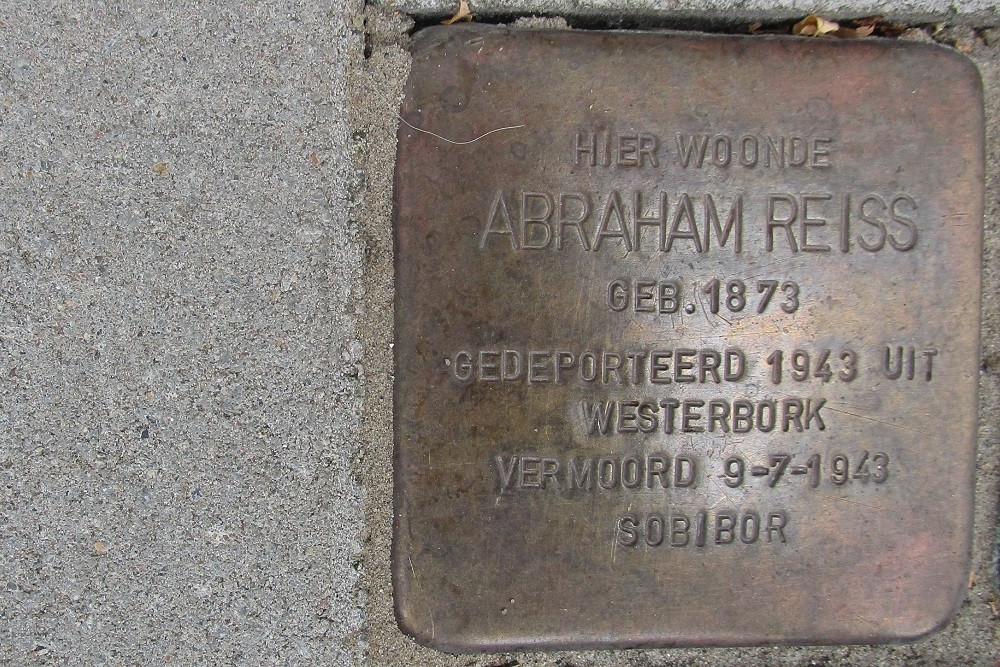 HIER WOONDE
ABRAHAM REISS
GEB. 1873
GEDEPORTEERD 1943 UIT
WESTERBORK
VERMOORD 9-7-1943
SOBIBOR